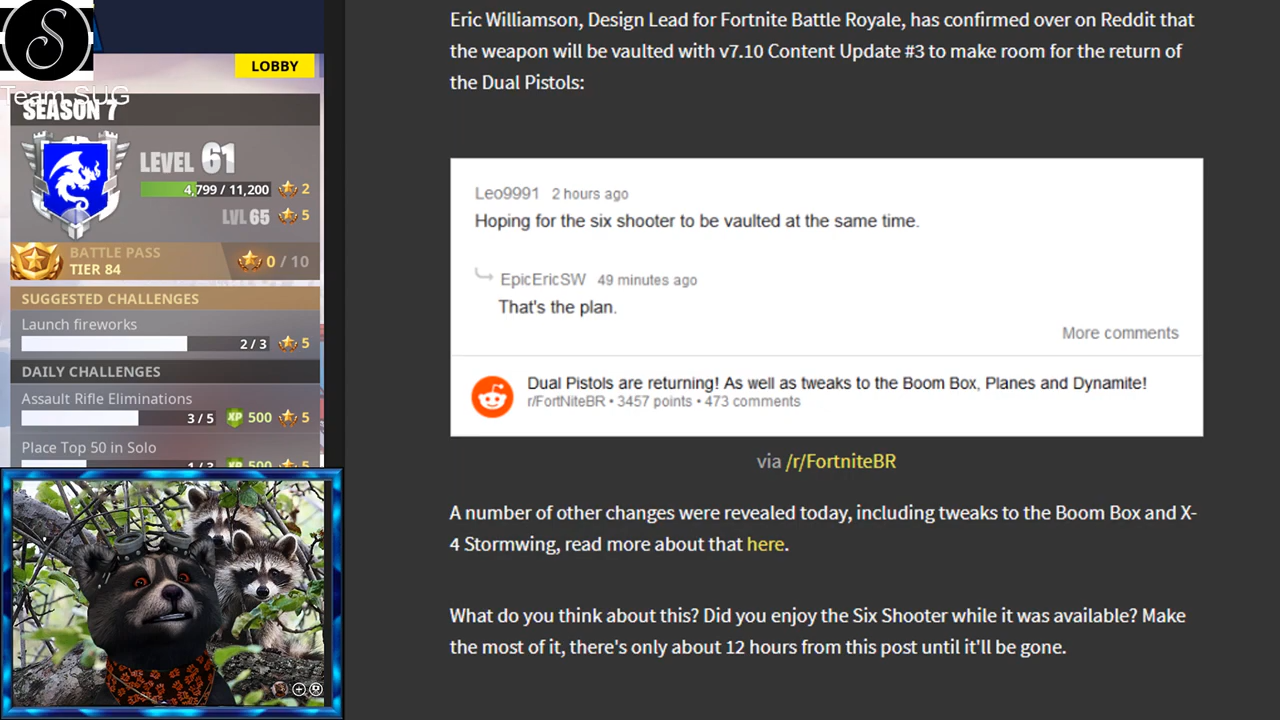 S
LOBBY
Team SUG
SEASON 7
LEVEL 61
4,799 / 11,200 2
LVL 65 5
BATTLE PASS
TIER 84
0 / 10
SUGGESTED CHALLENGES
Launch fireworks
2 / 3 5
DAILY CHALLENGES
Assault Rifle Eliminations
3 / 5 XP 500 5
Place Top 50 in Solo
1 / 3 XP 500 5
Eric Williamson, Design Lead for Fortnite Battle Royale, has confirmed over on Reddit that
the weapon will be vaulted with v7.10 Content Update #3 to make room for the return of
the Dual Pistols:
Leo9991 2 hours ago
Hoping for the six shooter to be vaulted at the same time.
EpicEricSW 49 minutes ago
That's the plan.
More comments
Dual Pistols are returning! As well as tweaks to the Boom Box, Planes and Dynamite!
r/FortNiteBR • 3457 points • 473 comments
via /r/FortniteBR
A number of other changes were revealed today, including tweaks to the Boom Box and X-
4 Stormwing, read more about that here.
What do you think about this? Did you enjoy the Six Shooter while it was available? Make
the most of it, there's only about 12 hours from this post until it'll be gone.